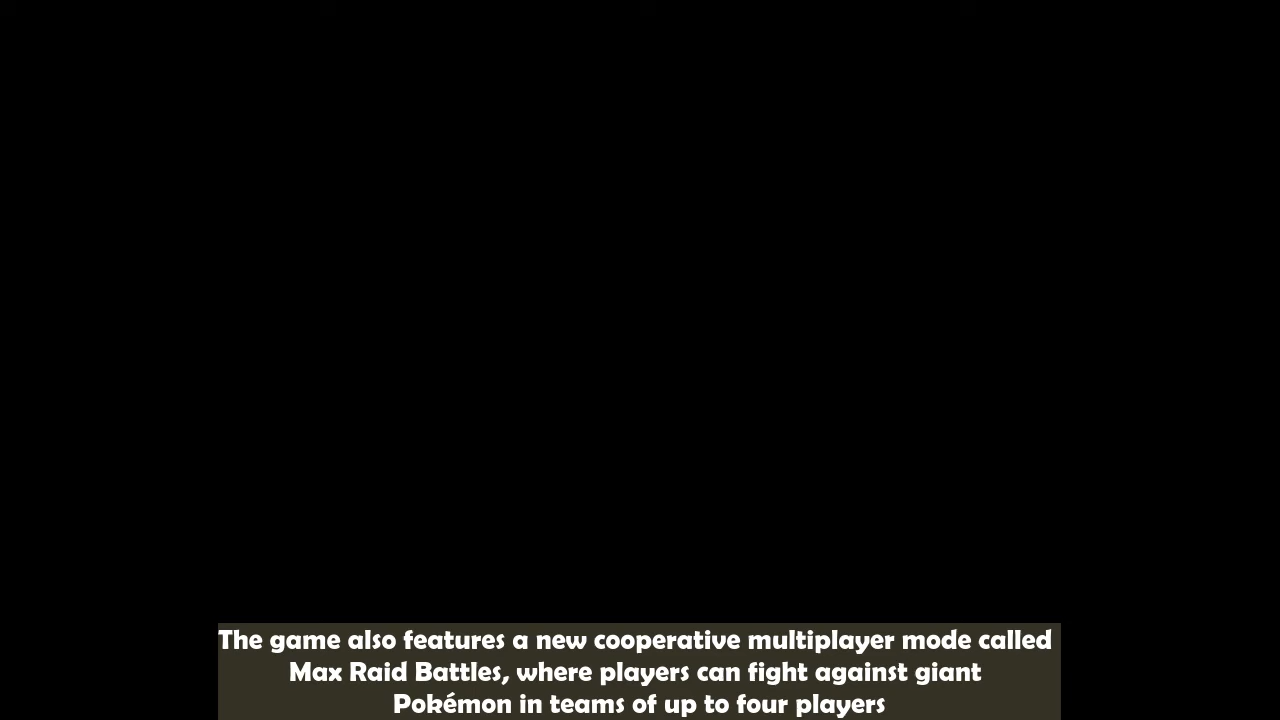 The game also features a new cooperative multiplayer mode called
Max Raid Battles, where players can fight against giant
Pokémon in teams of up to four players